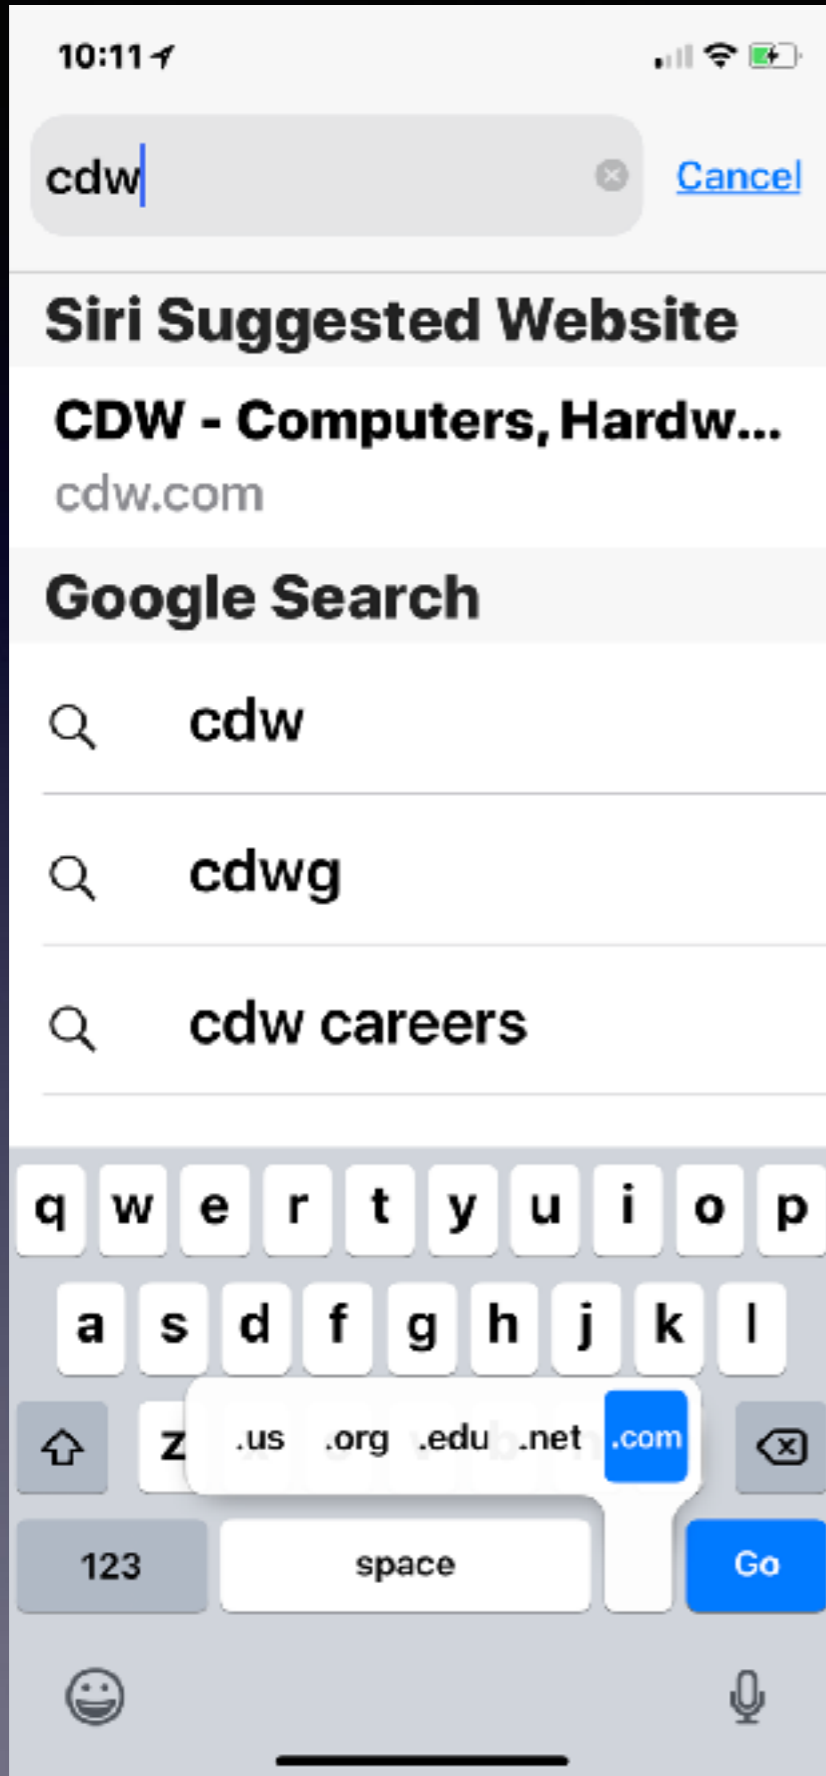 10:11
cdw
Cancel
Siri Suggested Website
CDW - Computers, Hardw...
cdw.com
Google Search
cdw
cdwg
cdw careers
q w e r t y u i o p
a s d f g h j k l
z .us .org .edu .net .com
123 space Go